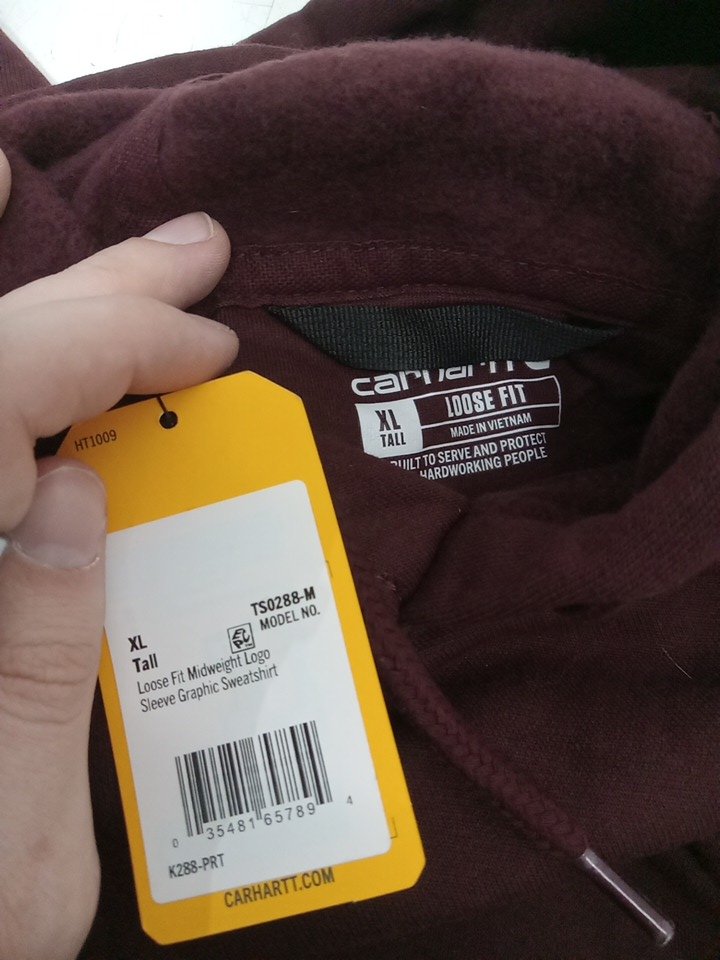 carhartt
XL
TALL
LOOSE FIT
MADE IN VIETNAM
BUILT TO SERVE AND PROTECT
HARDWORKING PEOPLE
HT1009
TS0288-M
MODEL NO.
XL
Tall
EPC
Loose Fit Midweight Logo
Sleeve Graphic Sweatshirt
0 35481 65789 4
K288-PRT
CARHARTT.COM